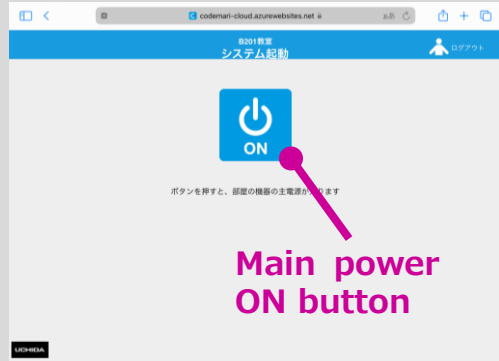 codemari-cloud.azurewebsites.net
ああ
B201教室
システム起動
ログアウト
ON
ボタンを押すと、部屋の機器の主電源が入ります
Main power
ON button
UCHIDA